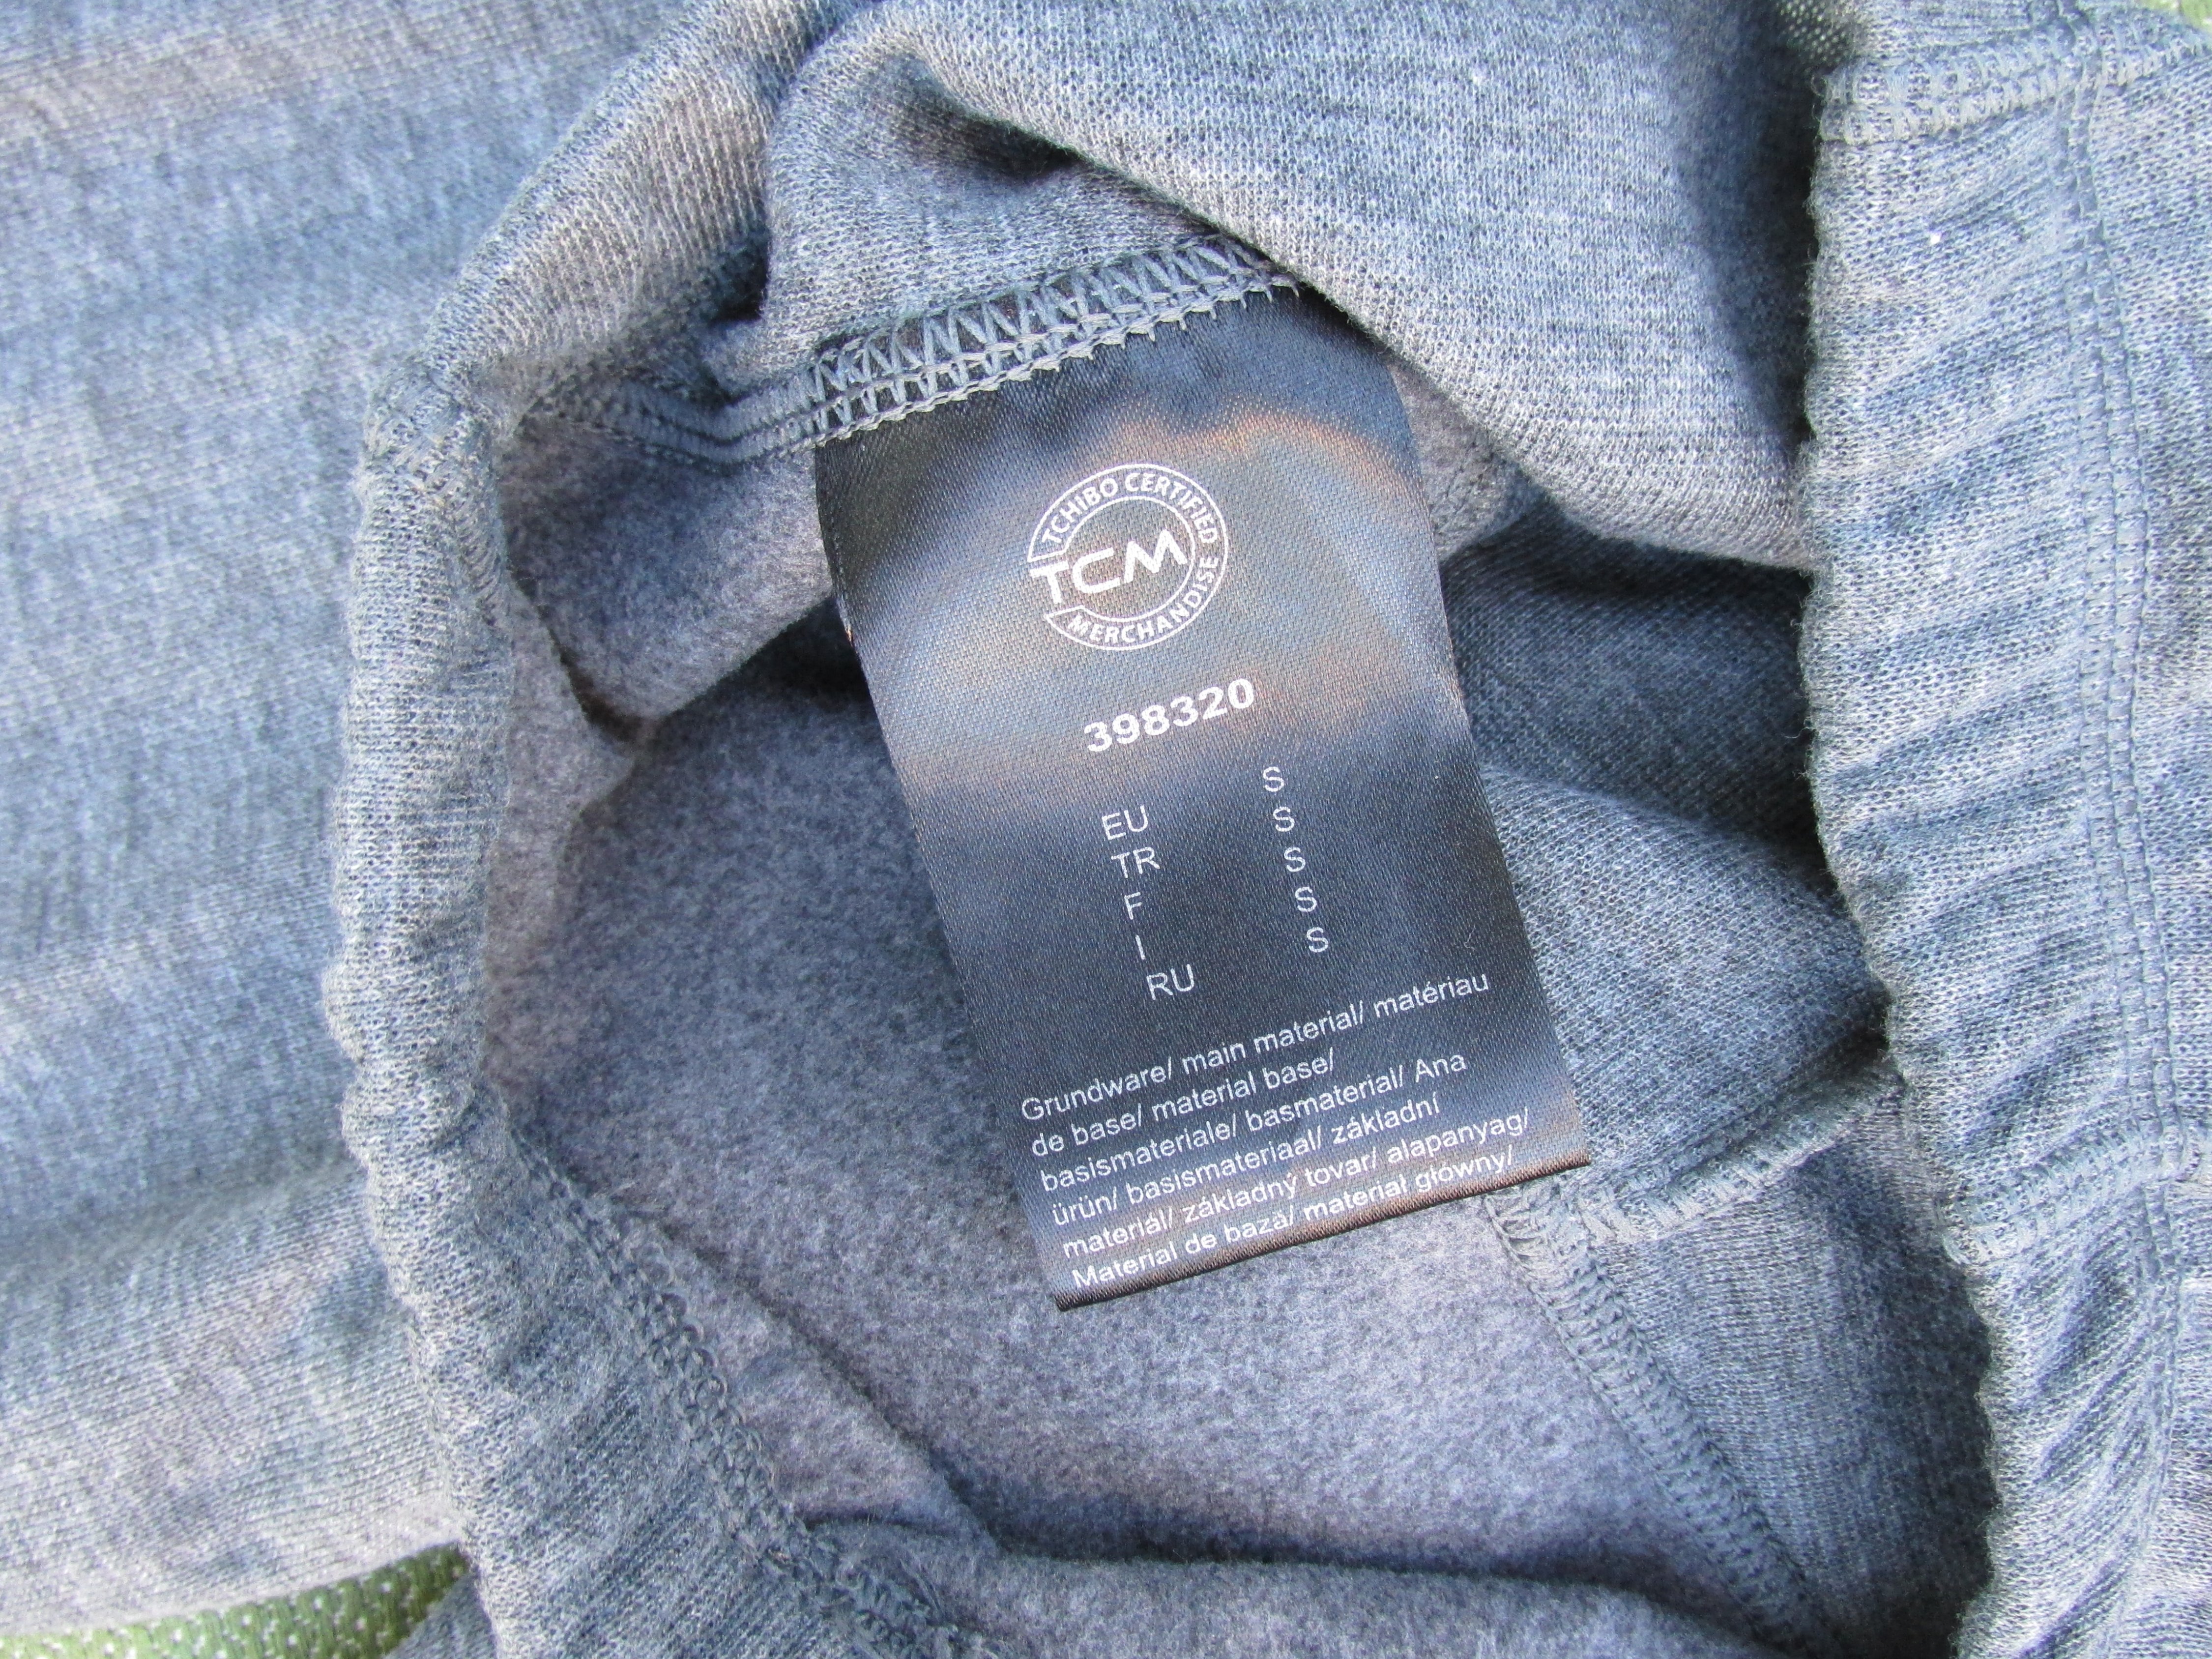 TCHIBO CERTIFIED
TCM
MERCHANDISE
398320
EU S
TR S
F S
I S
RU S
Grundware/ main material/ matériau
de base/ material base/
basismateriale/ basmaterial/ Ana
ürün/ basismateriaal/ základní
materiál/ základný tovar/ alapanyag/
Material de bază/ materiał główny/